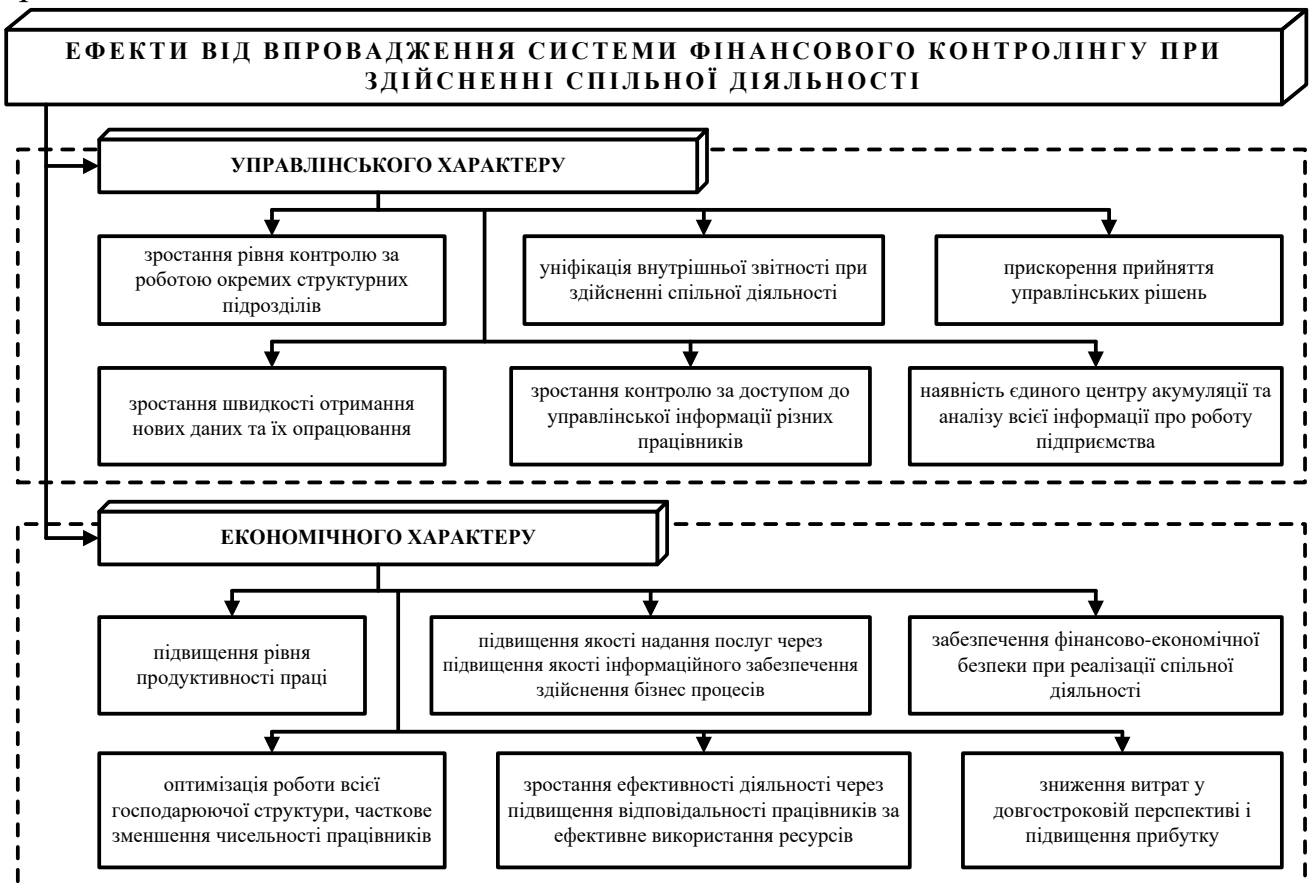 ЕФЕКТИ ВІД ВПРОВАДЖЕННЯ СИСТЕМИ ФІНАНСОВОГО КОНТРОЛІНГУ ПРИ
ЗДІЙСНЕННІ СПІЛЬНОЇ ДІЯЛЬНОСТІ
УПРАВЛІНСЬКОГО ХАРАКТЕРУ
зростання рівня контролю за
роботою окремих структурних
підрозділів
уніфікація внутрішньої звітності при
здійсненні спільної діяльності
прискорення прийняття
управлінських рішень
зростання швидкості отримання
нових даних та їх опрацювання
зростання контролю за доступом до
управлінської інформації різних
працівників
наявність єдиного центру акумуляції та
аналізу всієї інформації про роботу
підприємства
ЕКОНОМІЧНОГО ХАРАКТЕРУ
підвищення рівня
продуктивності праці
підвищення якості надання послуг через
підвищення якості інформаційного забезпечення
здійснення бізнес процесів
забезпечення фінансово-економічної
безпеки при реалізації спільної
діяльності
оптимізація роботи всієї
господарюючої структури, часткове
зменшення чисельності працівників
зростання ефективності діяльності через
підвищення відповідальності працівників за
ефективне використання ресурсів
зниження витрат у
довгостроковій перспективі і
підвищення прибутку